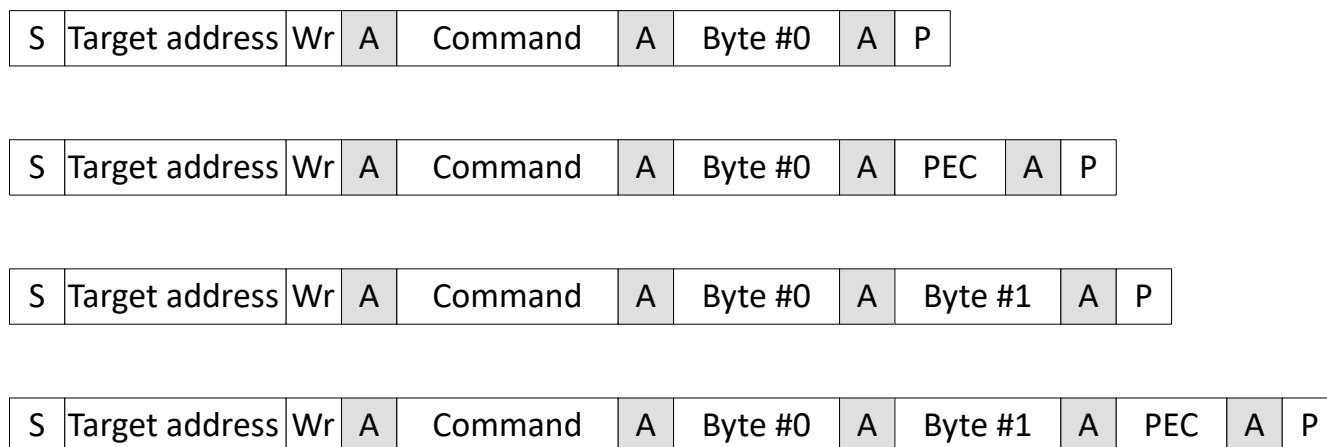 S Target address Wr A Command A Byte #0 A P
S Target address Wr A Command A Byte #0 A PEC A P
S Target address Wr A Command A Byte #0 A Byte #1 A P
S Target address Wr A Command A Byte #0 A Byte #1 A PEC A P